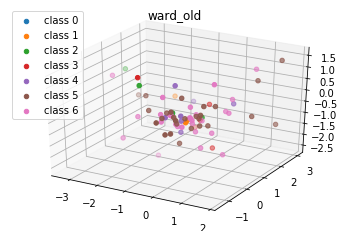 ward_old
class 0
class 1
class 2
class 3
class 4
class 5
class 6
1.5
1.0
0.5
0.0
−0.5
−1.0
−1.5
−2.0
−2.5
−3
−2
−1
0
1
2
−1
0
1
2
3